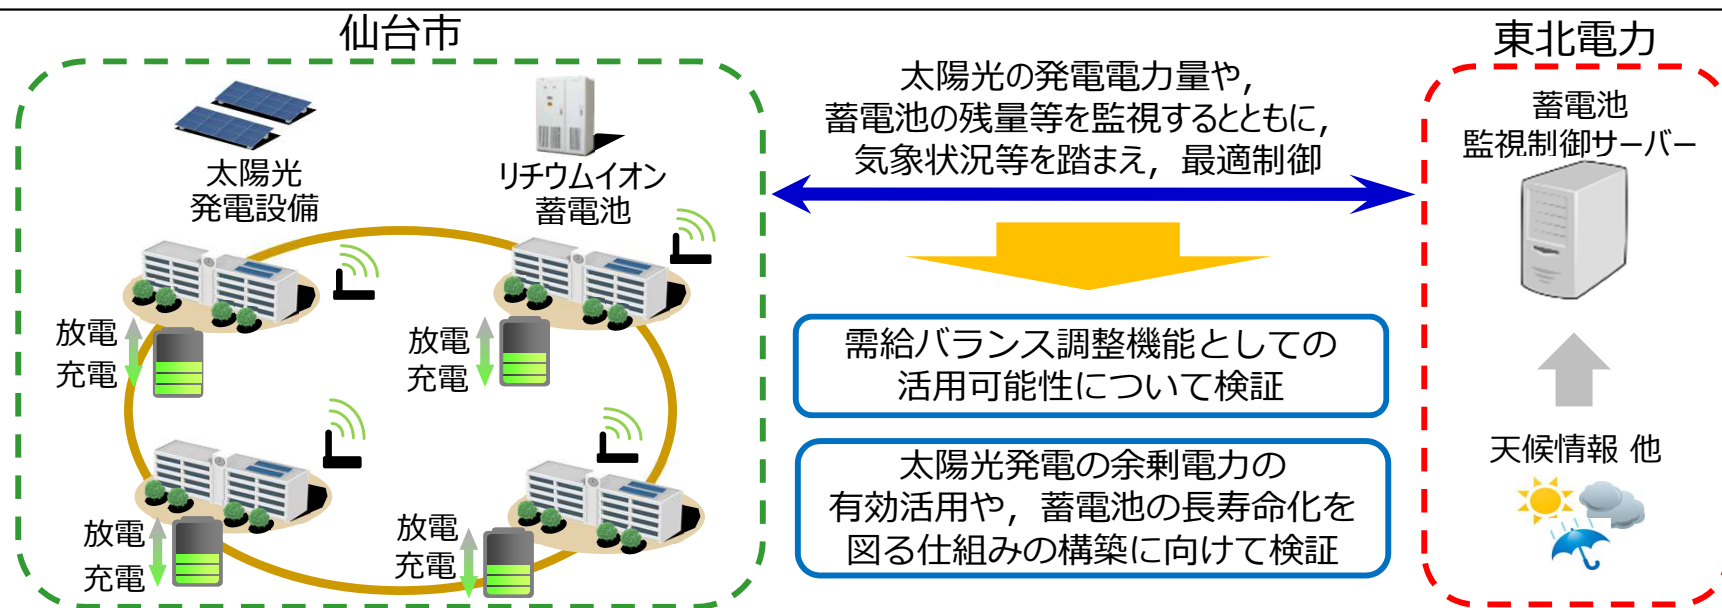 仙台市
太陽光
発電設備
リチウムイオン
蓄電池
放電
充電
放電
充電
放電
充電
放電
充電
太陽光の発電電力量や,
蓄電池の残量等を監視するとともに,
気象状況等を踏まえ, 最適制御
需給バランス調整機能としての
活用可能性について検証
太陽光発電の余剰電力の
有効活用や, 蓄電池の長寿命化を
図る仕組みの構築に向けて検証
東北電力
蓄電池
監視制御サーバー
天候情報 他